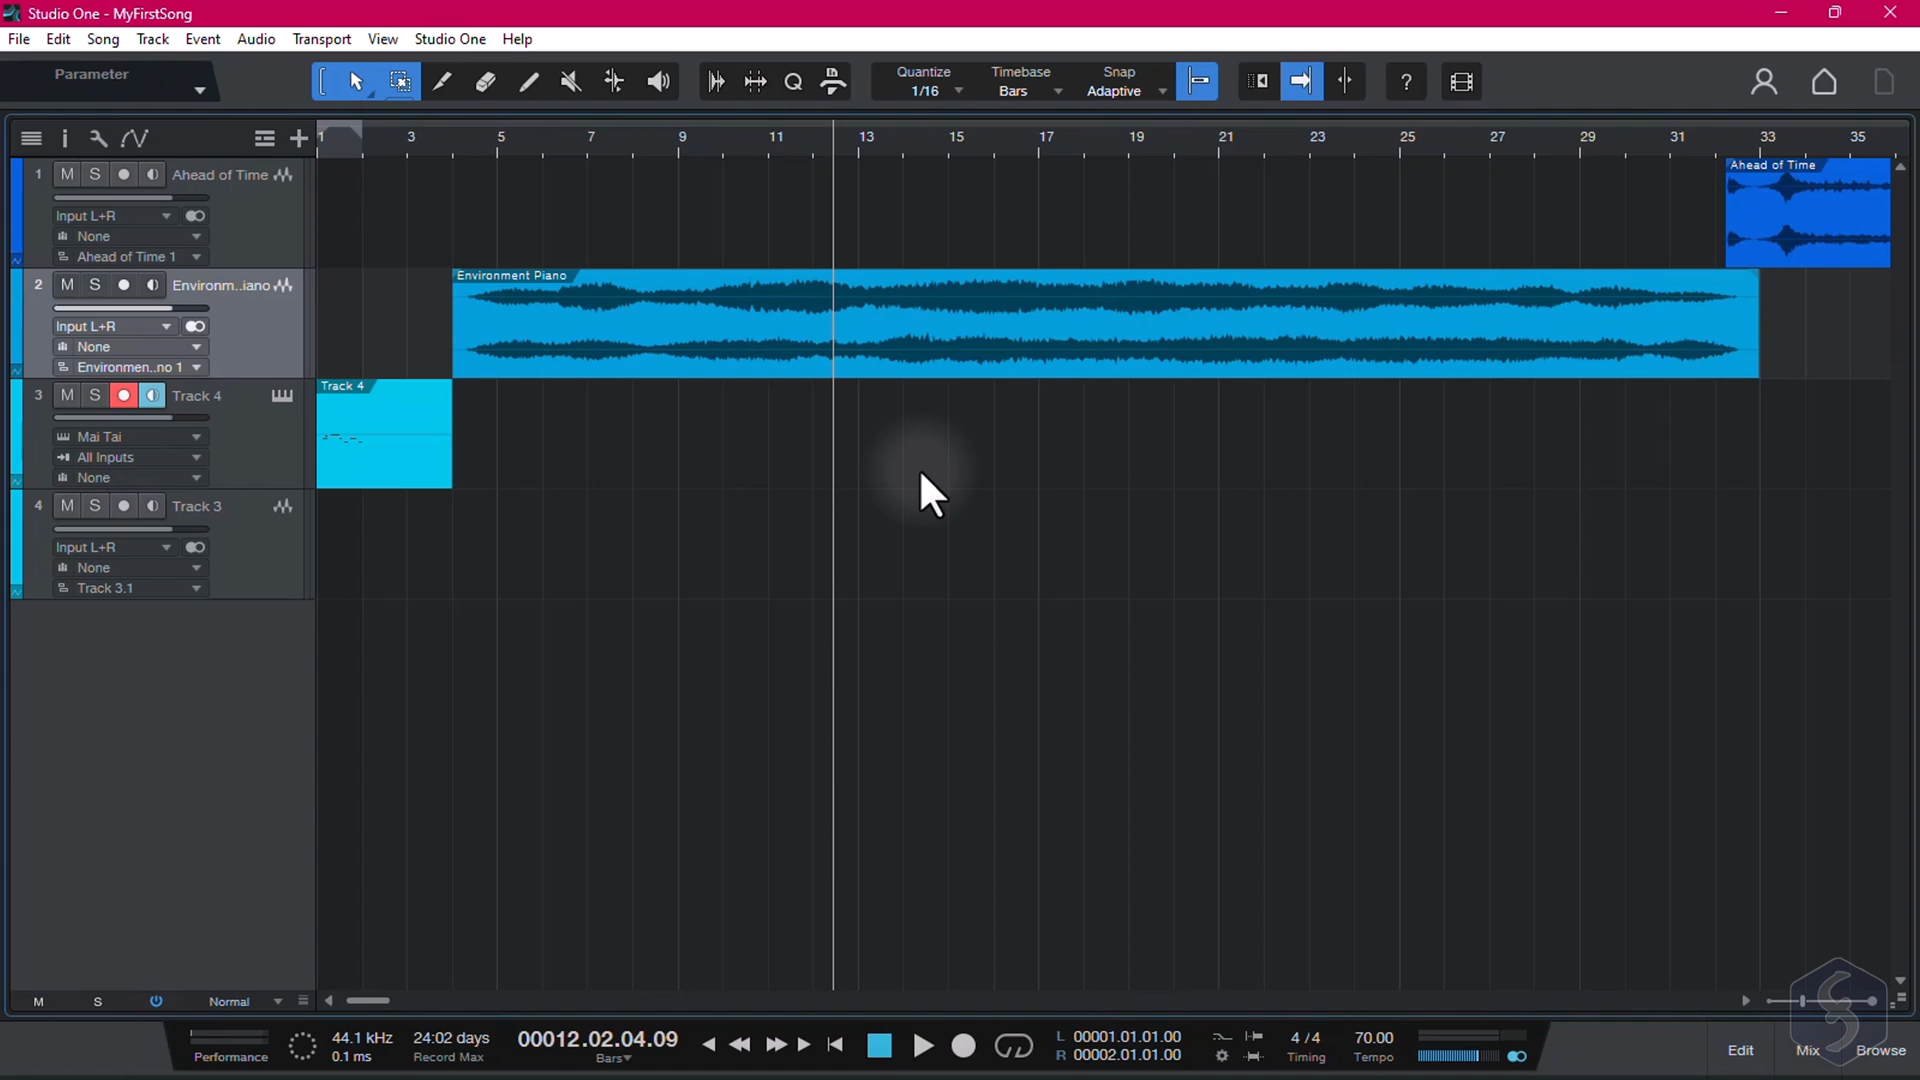 Studio One - MyFirstSong
File Edit Song Track Event Audio Transport View Studio One Help
Parameter
Quantize Timebase Snap
1/16 Bars Adaptive
Q ?
1 3 5 7 9 11 13 15 17 19 21 23 25 27 29 31 33 35
1 M S Ahead of Time
Input L+R
None
Ahead of Time 1
Ahead of Time
2 M S Environm..iano
Input L+R
None
Environmen..no 1
Environment Piano
3 M S Track 4
Mai Tai
All Inputs
None
Track 4
4 M S Track 3
Input L+R
None
Track 3.1
M S Normal
Performance
44.1 kHz
0.1 ms
24:02 days
Record Max
00012.02.04.09
Bars
L 00001.01.01.00
R 00002.01.01.00
4 / 4
Timing
70.00
Tempo
Edit Mix Browse